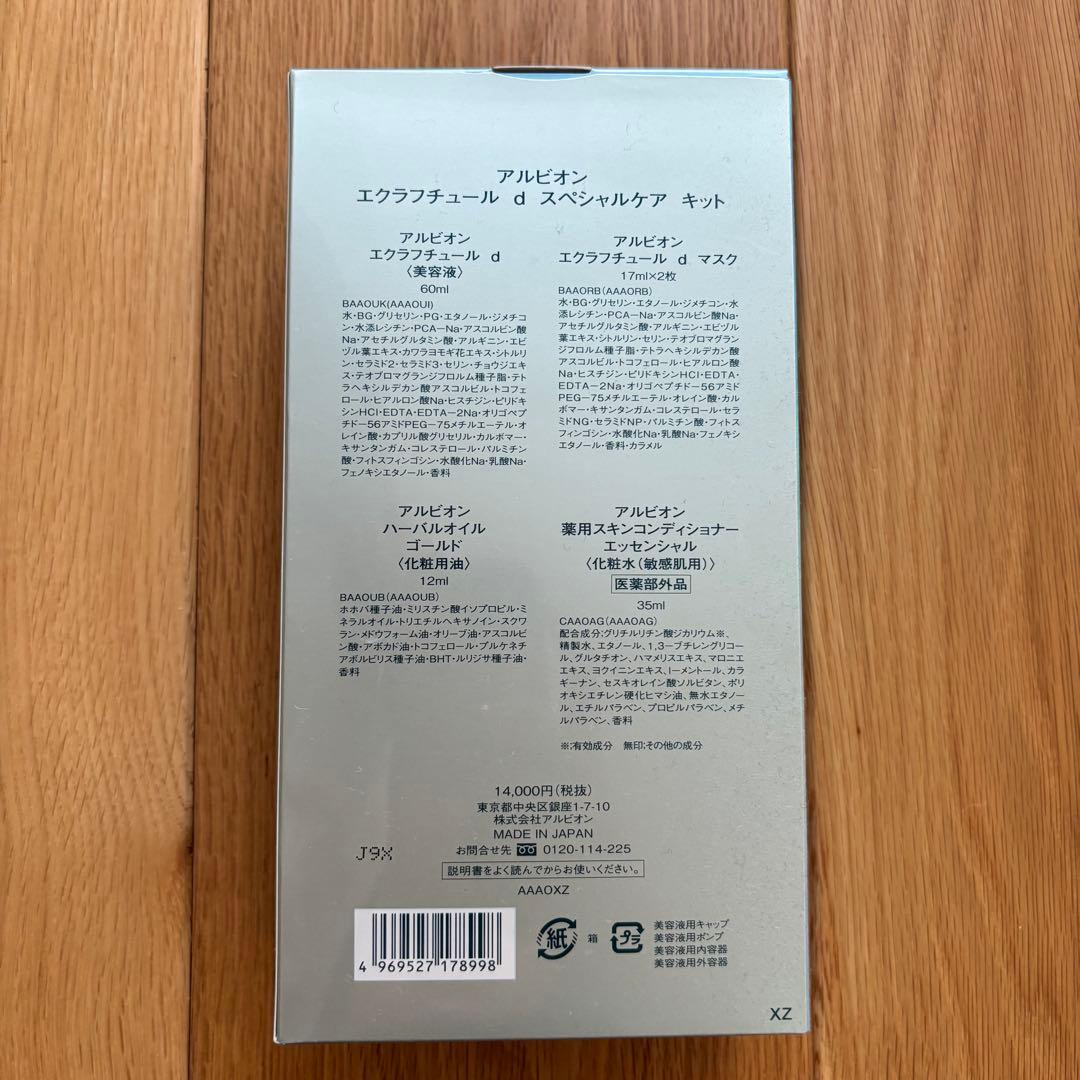 アルビオン
エクラフチュール d スペシャルケア キット
アルビオン
エクラフチュール d
〈美容液〉
60ml
BAAOUK(AAAOUI)
水・BG・グリセリン・PG・エタノール・ジメチコ
ン・水添レシチン・PCA-Na・アスコルビン酸
Na・アセチルグルタミン酸・アルギニン・エビ
ヅル葉エキス・カワラヨモギ花エキス・シトルリ
ン・セラミド2・セラミド3・セリン・チョウジエキ
ス・テオブロマグランジフロルム種子脂・テト
ラヘキシルデカン酸アスコルビル・トコフェ
ロール・ヒアルロン酸Na・ヒスチジン・ピリドキ
シンHCl・EDTA・EDTA-2Na・オリゴペプ
チド-56アミドPEG-75メチルエーテル・オ
レイン酸・カプリル酸グリセリル・カルボマー・
キサンタンガム・コレステロール・パルミチン
酸・フィトスフィンゴシン・水酸化Na・乳酸Na・
フェノキシエタノール・香料
アルビオン
エクラフチュール d マスク
17ml×2枚
BAAORB(AAAORB)
水・BG・グリセリン・エタノール・ジメチコン・水
添レシチン・PCA-Na・アスコルビン酸Na・
アセチルグルタミン酸・アルギニン・エビヅル
葉エキス・シトルリン・セリン・テオブロマグラン
ジフロルム種子脂・テトラヘキシルデカン酸
アスコルビル・トコフェロール・ヒアルロン酸
Na・ヒスチジン・ピリドキシンHCl・EDTA・
EDTA-2Na・オリゴペプチド-56アミド
PEG-75メチルエーテル・オレイン酸・カル
ボマー・キサンタンガム・コレステロール・セラ
ミドNG・セラミドNP・パルミチン酸・フィトス
フィンゴシン・水酸化Na・乳酸Na・フェノキシ
エタノール・香料・カラメル
アルビオン
ハーバルオイル
ゴールド
〈化粧用油〉
12ml
BAAOUB(AAAOUB)
ホホバ種子油・ミリスチン酸イソプロピル・ミ
ネラルオイル・トリエチルヘキサノイン・スクワ
ラン・メドウフォーム油・オリーブ油・アスコルビ
ン酸・アボカド油・トコフェロール・プルケネチ
アボルビリス種子油・BHT・ルリジサ種子油・
香料
アルビオン
薬用スキンコンディショナー
エッセンシャル
〈化粧水(敏感肌用)〉
医薬部外品
35ml
CAAOAG(AAAOAG)
配合成分;グリチルリチン酸ジカリウム※、
精製水、エタノール、1,3-ブチレングリコー
ル、グルタチオン、ハマメリスエキス、マロニエ
エキス、ヨクイニンエキス、l-メントール、カラ
ギーナン、セスキオレイン酸ソルビタン、ポリ
オキシエチレン硬化ヒマシ油、無水エタノー
ル、エチルパラベン、プロピルパラベン、メチ
ルパラベン、香料
※;有効成分 無印;その他の成分
14,000円(税抜)
東京都中央区銀座1-7-10
株式会社アルビオン
MADE IN JAPAN
お問合せ先 0120-114-225
説明書をよく読んでからお使いください。
AAAOXZ
J9X
4 969527 178998
紙 箱 プラ
美容液用キャップ
美容液用ポンプ
美容液用内容器
美容液用外容器
XZ